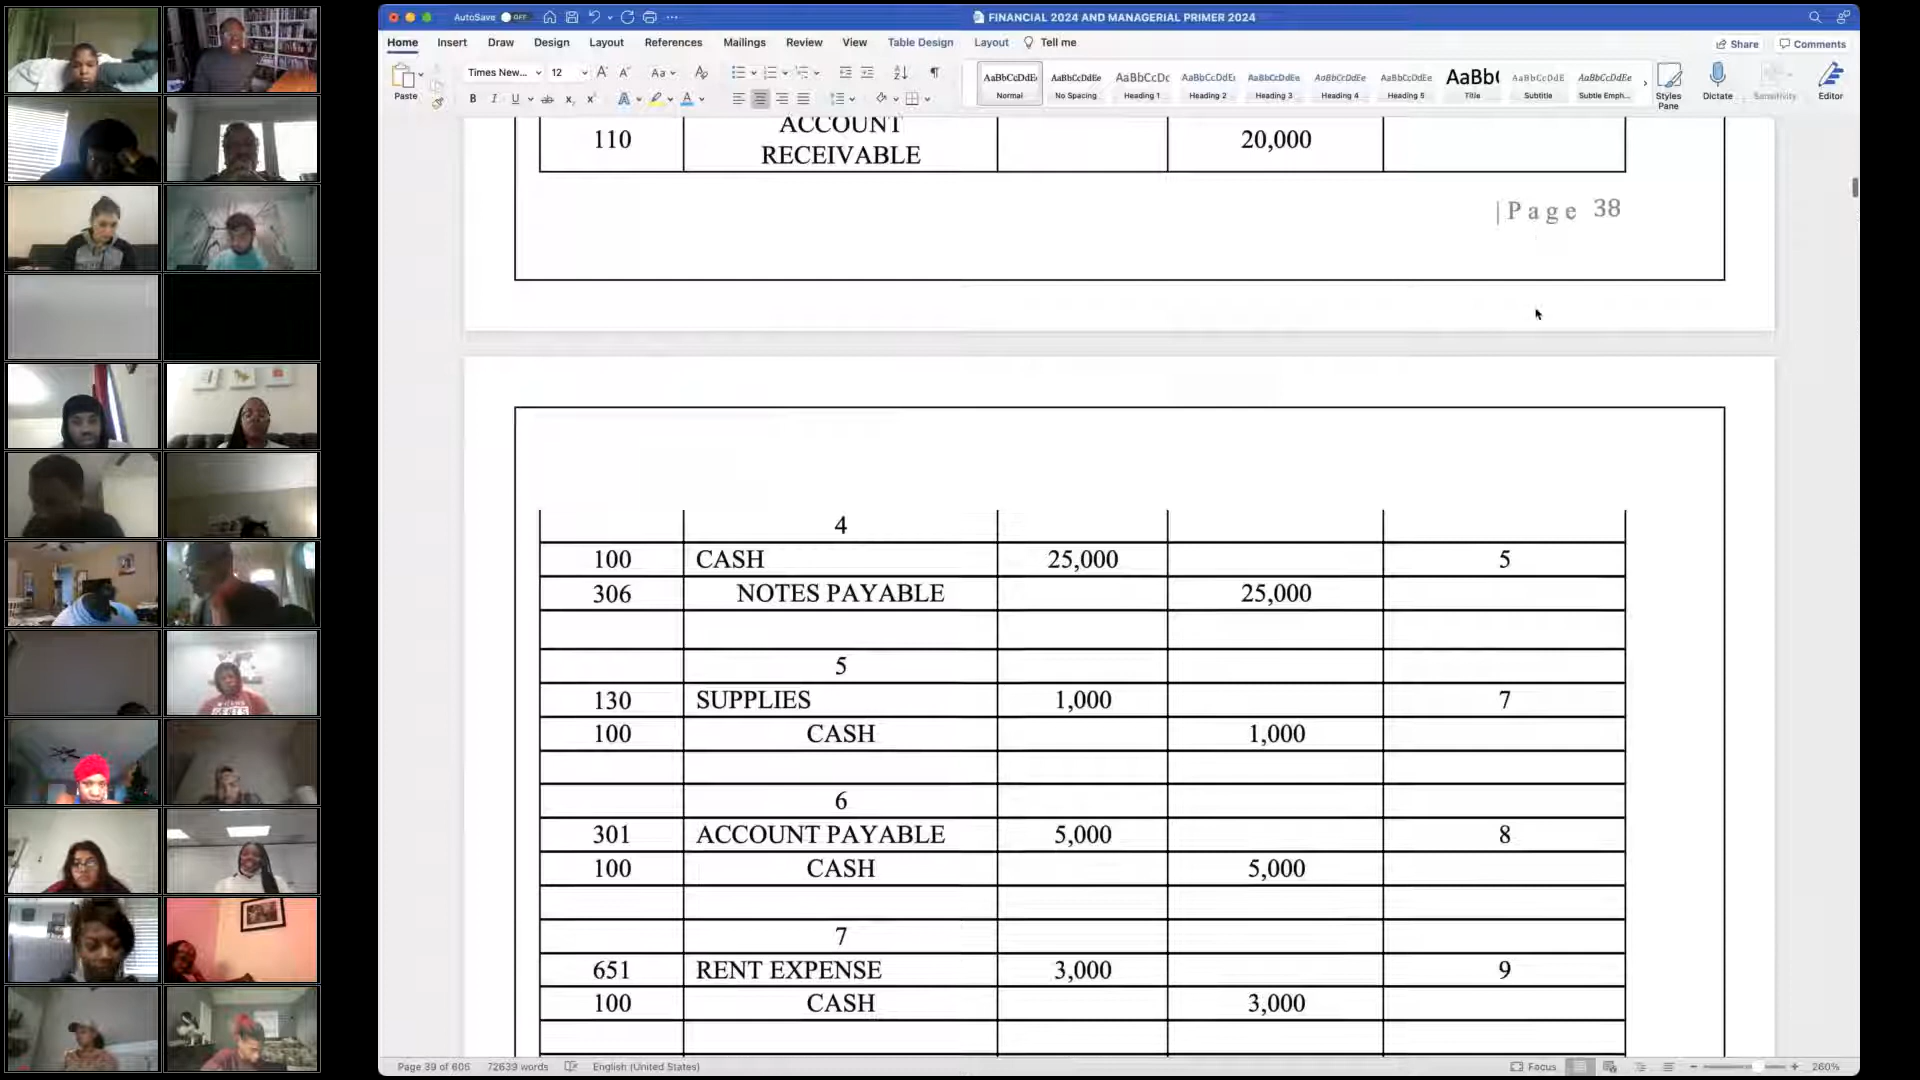 AutoSave OFF
FINANCIAL 2024 AND MANAGERIAL PRIMER 2024
Home Insert Draw Design Layout References Mailings Review View Table Design Layout Tell me
Share Comments
Paste
Times New... 12
AaBbCcDdE Normal
AaBbCcDdEe No Spacing
AaBbCcDc Heading 1
AaBbCcDdEt Heading 2
AaBbCcDdEe Heading 3
AaBbCcDdEe Heading 4
AaBbCcDdEe Heading 5
AaBb( Title
AaBbCcDdE Subtitle
AaBbCcDdEe Subtle Emph...
Styles Pane
Dictate
Sensitivity
Editor
110 ACCOUNT RECEIVABLE 20,000
|Page 38
4
100 CASH 25,000 5
306 NOTES PAYABLE 25,000
5
130 SUPPLIES 1,000 7
100 CASH 1,000
6
301 ACCOUNT PAYABLE 5,000 8
100 CASH 5,000
7
651 RENT EXPENSE 3,000 9
100 CASH 3,000
Page 39 of 606 72639 words English (United States) Focus 260%